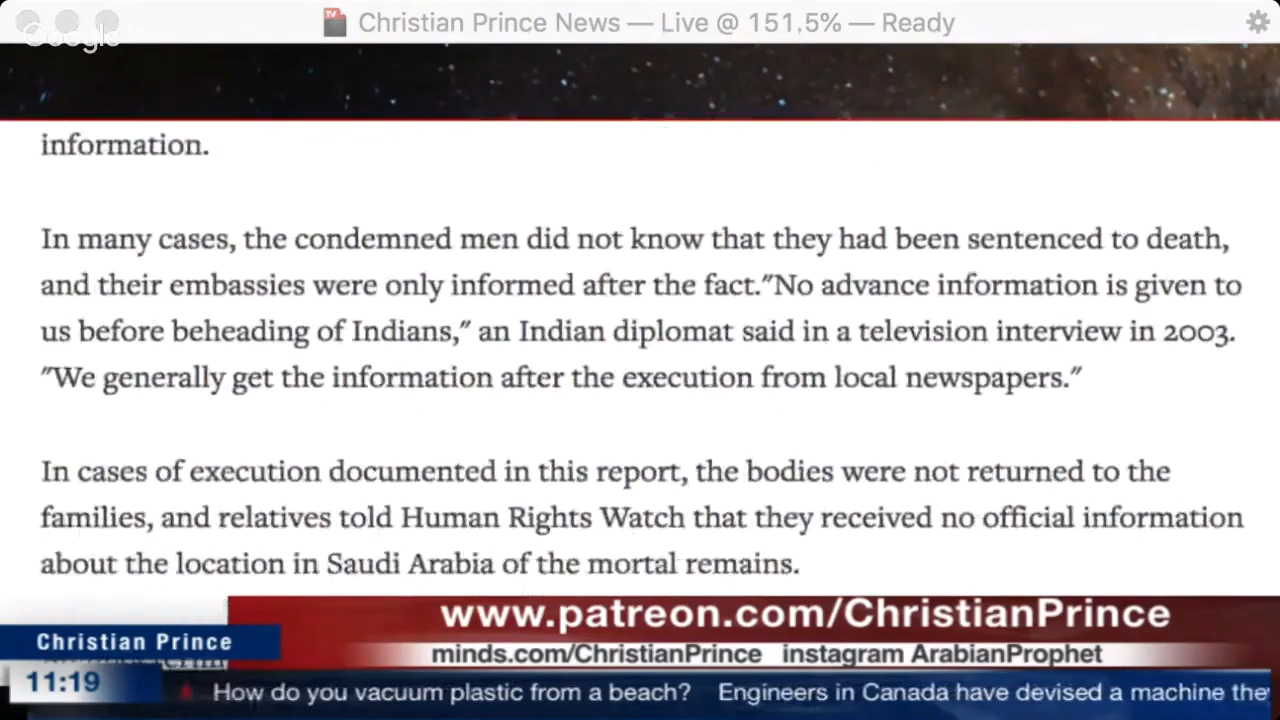 Christian Prince News — Live @ 151,5% — Ready
Google
information.
In many cases, the condemned men did not know that they had been sentenced to death,
and their embassies were only informed after the fact."No advance information is given to
us before beheading of Indians," an Indian diplomat said in a television interview in 2003.
"We generally get the information after the execution from local newspapers."
In cases of execution documented in this report, the bodies were not returned to the
families, and relatives told Human Rights Watch that they received no official information
about the location in Saudi Arabia of the mortal remains.
www.patreon.com/ChristianPrince
Christian Prince
minds.com/ChristianPrince instagram ArabianProphet
11:19
How do you vacuum plastic from a beach? Engineers in Canada have devised a machine the